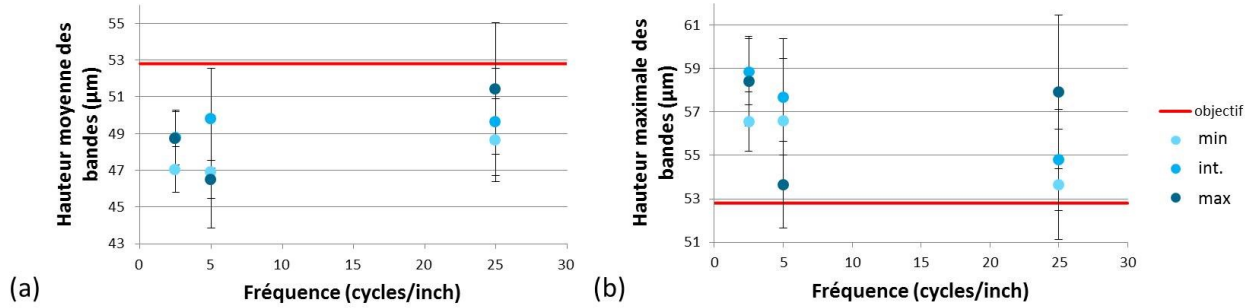 55
53
51
49
47
45
43
Hauteur moyenne des
bandes (µm)
0 5 10 15 20 25 30
Fréquence (cycles/inch)
(a)
61
59
57
55
53
51
Hauteur maximale des
bandes (µm)
0 5 10 15 20 25 30
Fréquence (cycles/inch)
(b)
objectif
min
int.
max